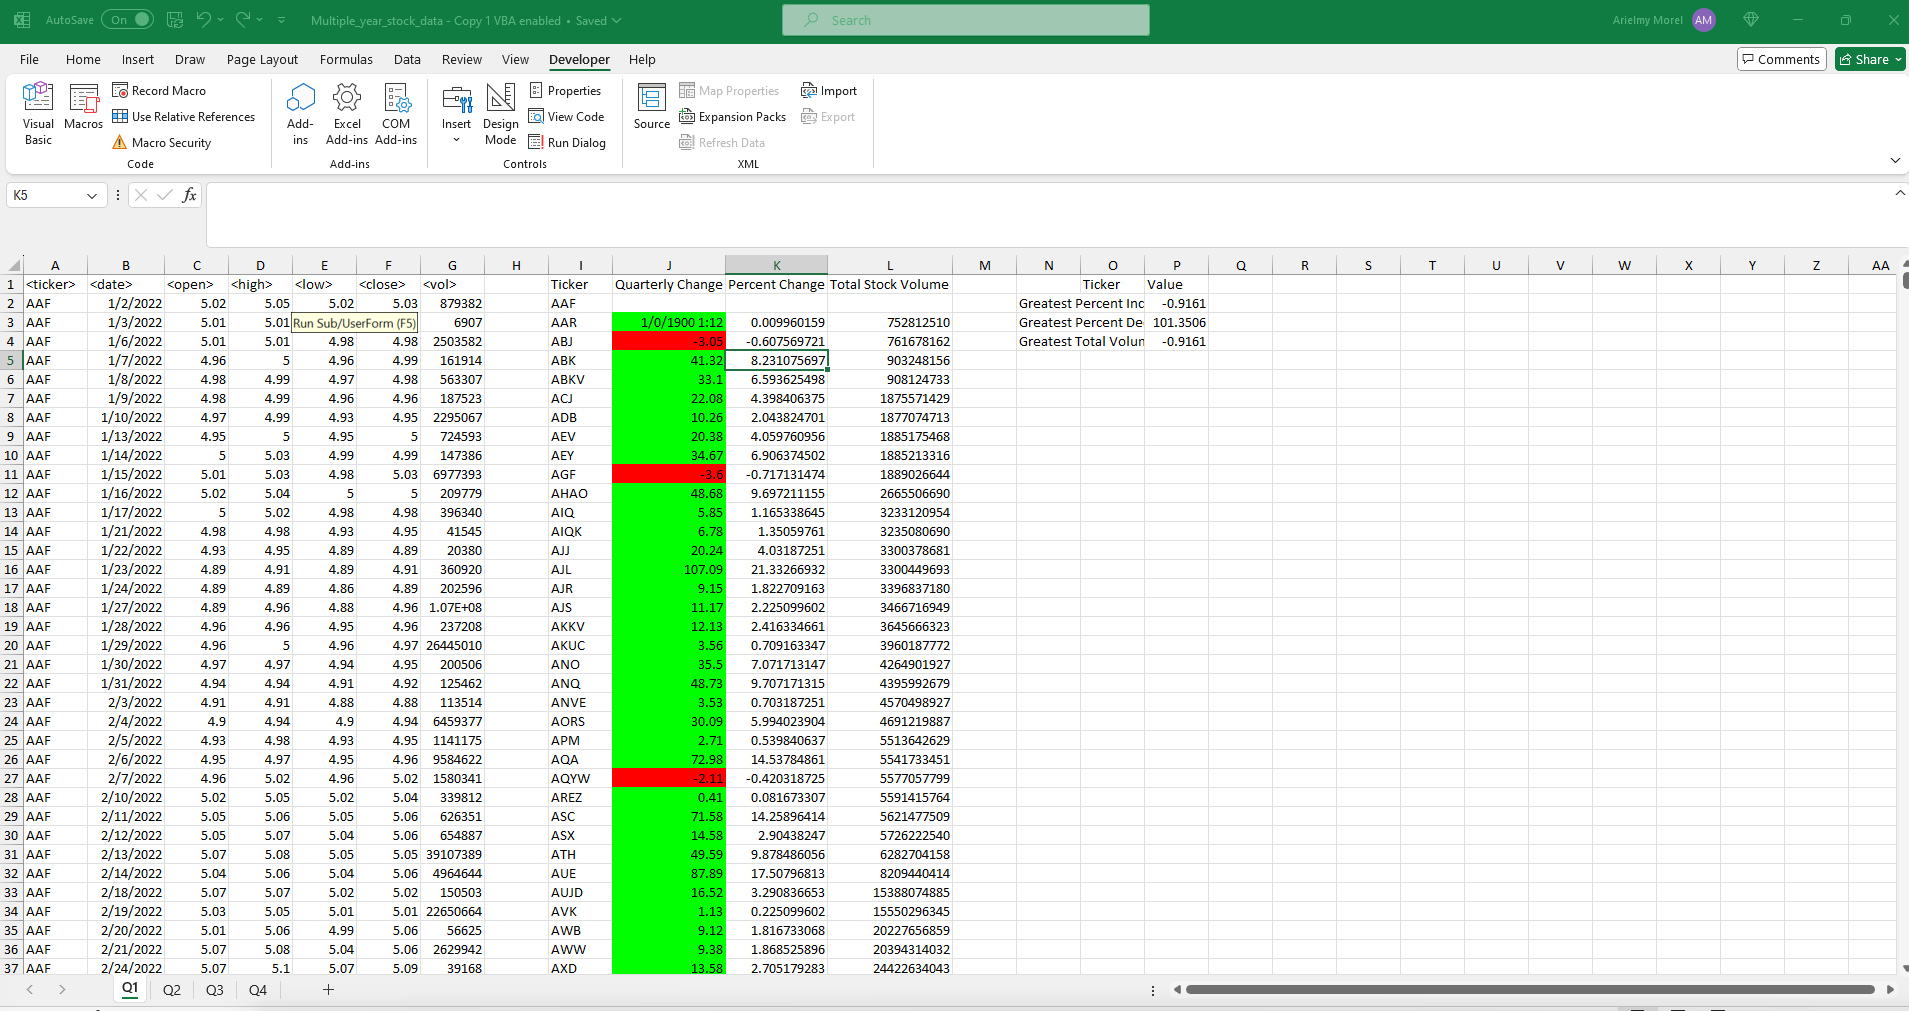 AutoSave On Multiple_year_stock_data - Copy 1 VBA enabled • Saved Search Arielmy Morel AM
File Home Insert Draw Page Layout Formulas Data Review View Developer Help Comments Share
Visual Basic Macros Record Macro Use Relative References Macro Security Code
Add-ins Excel Add-ins COM Add-ins Add-ins
Insert Design Mode Properties View Code Run Dialog Controls
Source Map Properties Expansion Packs Refresh Data Import Export XML
K5 fx
A B C D E F G H I J K L M N O P Q R S T U V W X Y Z AA
1 <ticker> <date> <open> <high> <low> <close> <vol> Ticker Quarterly Change Percent Change Total Stock Volume Ticker Value
2 AAF 1/2/2022 5.02 5.05 5.02 5.03 879382 AAF Greatest Percent Inc -0.9161
3 AAF 1/3/2022 5.01 5.01 Run Sub/UserForm (F5) 6907 AAR 1/0/1900 1:12 0.009960159 752812510 Greatest Percent De 101.3506
4 AAF 1/6/2022 5.01 5.01 4.98 4.98 2503582 ABJ -3.05 -0.607569721 761678162 Greatest Total Volun -0.9161
5 AAF 1/7/2022 4.96 5 4.96 4.99 161914 ABK 41.32 8.231075697 903248156
6 AAF 1/8/2022 4.98 4.99 4.97 4.98 563307 ABKV 33.1 6.593625498 908124733
7 AAF 1/9/2022 4.98 4.99 4.96 4.96 187523 ACJ 22.08 4.398406375 1875571429
8 AAF 1/10/2022 4.97 4.99 4.93 4.95 2295067 ADB 10.26 2.043824701 1877074713
9 AAF 1/13/2022 4.95 5 4.95 5 724593 AEV 20.38 4.059760956 1885175468
10 AAF 1/14/2022 5 5.03 4.99 4.99 147386 AEY 34.67 6.906374502 1885213316
11 AAF 1/15/2022 5.01 5.03 4.98 5.03 6977393 AGF -3.6 -0.717131474 1889026644
12 AAF 1/16/2022 5.02 5.04 5 5 209779 AHAO 48.68 9.697211155 2665506690
13 AAF 1/17/2022 5 5.02 4.98 4.98 396340 AIQ 5.85 1.165338645 3233120954
14 AAF 1/21/2022 4.98 4.98 4.93 4.95 41545 AIQK 6.78 1.35059761 3235080690
15 AAF 1/22/2022 4.93 4.95 4.89 4.89 20380 AJJ 20.24 4.03187251 3300378681
16 AAF 1/23/2022 4.89 4.91 4.89 4.91 360920 AJL 107.09 21.33266932 3300449693
17 AAF 1/24/2022 4.89 4.89 4.86 4.89 202596 AJR 9.15 1.822709163 3396837180
18 AAF 1/27/2022 4.89 4.96 4.88 4.96 1.07E+08 AJS 11.17 2.225099602 3466716949
19 AAF 1/28/2022 4.96 4.96 4.95 4.96 237208 AKKV 12.13 2.416334661 3645666323
20 AAF 1/29/2022 4.96 5 4.96 4.97 26445010 AKUC 3.56 0.709163347 3960187772
21 AAF 1/30/2022 4.97 4.97 4.94 4.95 200506 ANO 35.5 7.071713147 4264901927
22 AAF 1/31/2022 4.94 4.94 4.91 4.92 125462 ANQ 48.73 9.707171315 4395992679
23 AAF 2/3/2022 4.91 4.91 4.88 4.88 113514 ANVE 3.53 0.703187251 4570498927
24 AAF 2/4/2022 4.9 4.94 4.9 4.94 6459377 AORS 30.09 5.994023904 4691219887
25 AAF 2/5/2022 4.93 4.98 4.93 4.95 1141175 APM 2.71 0.539840637 5513642629
26 AAF 2/6/2022 4.95 4.97 4.95 4.96 9584622 AQA 72.98 14.53784861 5541733451
27 AAF 2/7/2022 4.96 5.02 4.96 5.02 1580341 AQYW -2.11 -0.420318725 5577057799
28 AAF 2/10/2022 5.02 5.05 5.02 5.04 339812 AREZ 0.41 0.081673307 5591415764
29 AAF 2/11/2022 5.05 5.06 5.05 5.06 626351 ASC 71.58 14.25896414 5621477509
30 AAF 2/12/2022 5.05 5.07 5.04 5.06 654887 ASX 14.58 2.90438247 5726222540
31 AAF 2/13/2022 5.07 5.08 5.05 5.05 39107389 ATH 49.59 9.878486056 6282704158
32 AAF 2/14/2022 5.04 5.06 5.04 5.06 4964644 AUE 87.89 17.50796813 8209440414
33 AAF 2/18/2022 5.07 5.07 5.02 5.02 150503 AUJD 16.52 3.290836653 15388074885
34 AAF 2/19/2022 5.03 5.05 5.01 5.01 22650664 AVK 1.13 0.225099602 15550296345
35 AAF 2/20/2022 5.01 5.06 4.99 5.06 56625 AWB 9.12 1.816733068 20227656859
36 AAF 2/21/2022 5.07 5.08 5.04 5.06 2629942 AWW 9.38 1.868525896 20394314032
37 AAF 2/24/2022 5.07 5.1 5.07 5.09 39168 AXD 13.58 2.705179283 24422634043
Q1 Q2 Q3 Q4